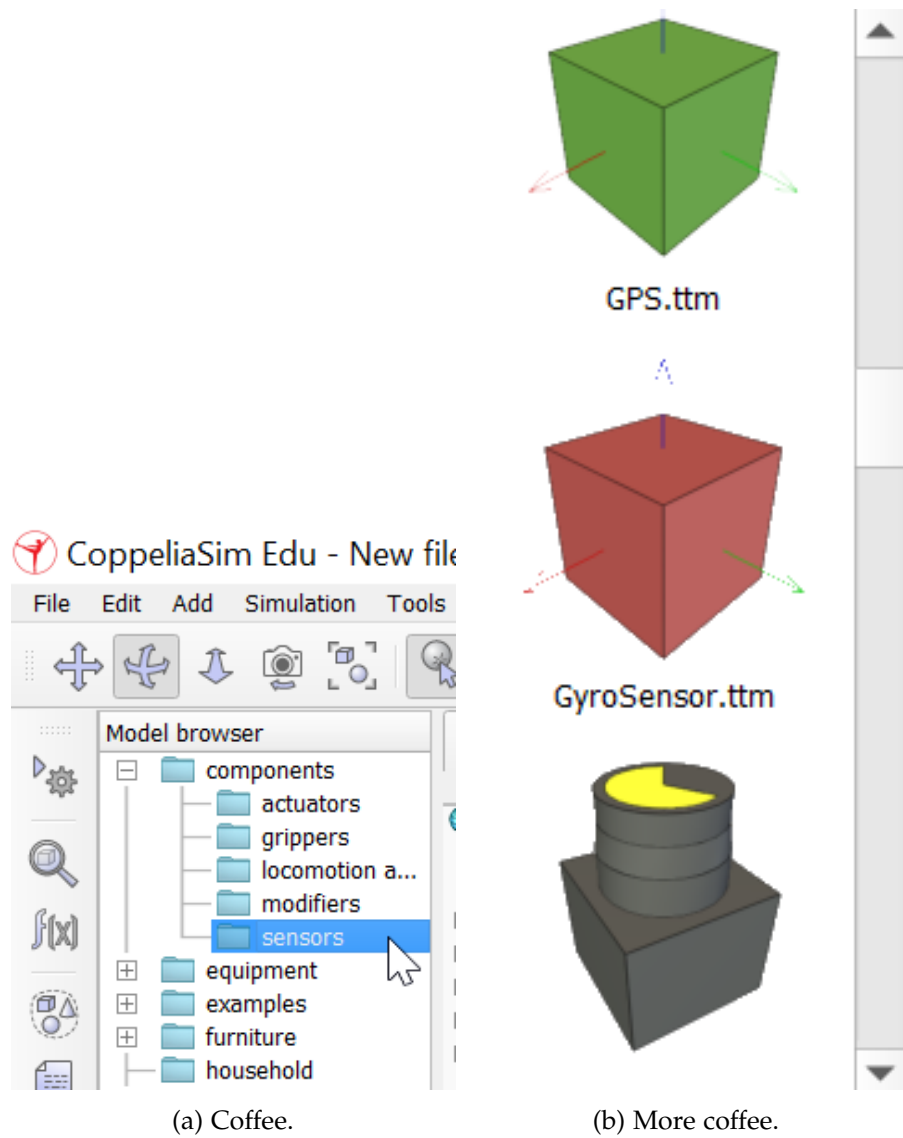 CoppeliaSim Edu - New file
File Edit Add Simulation Tools
Model browser
components
actuators
grippers
locomotion a...
modifiers
sensors
equipment
examples
furniture
household
f(x)
(a) Coffee.
GPS.ttm
GyroSensor.ttm
(b) More coffee.